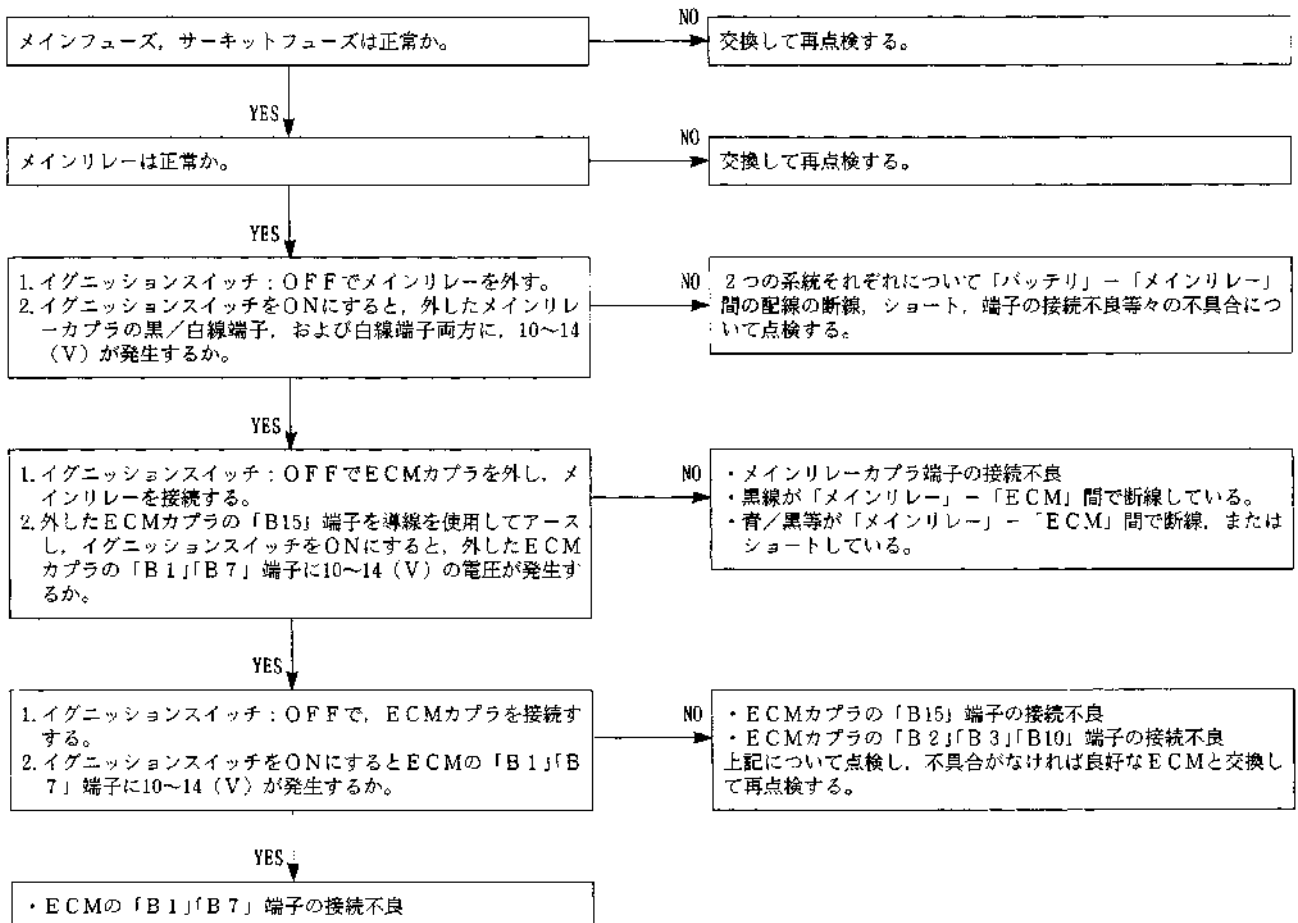 メインフューズ，サーキットフューズは正常か。
NO
交換して再点検する。
YES
メインリレーは正常か。
NO
交換して再点検する。
YES
1.イグニッションスイッチ：OFFでメインリレーを外す。
2.イグニッションスイッチをONにすると，外したメインリレ
ーカプラの黒／白線端子，および白線端子両方に，10～14
（V）が発生するか。
NO
2つの系統それぞれについて「バッテリ」－「メインリレー」
間の配線の断線，ショート，端子の接続不良等々の不具合につ
いて点検する。
YES
1.イグニッションスイッチ：OFFでECMカプラを外し，メ
インリレーを接続する。
2.外したECMカプラの「B15」端子を導線を使用してアース
し，イグニッションスイッチをONにすると，外したECM
カプラの「B1」「B7」端子に10～14（V）の電圧が発生す
るか。
NO
・メインリレーカプラ端子の接続不良
・黒線が「メインリレー」－「ECM」間で断線している。
・青／黒等が「メインリレー」－「ECM」間で断線，または
ショートしている。
YES
1.イグニッションスイッチ：OFFで，ECMカプラを接続す
する。
2.イグニッションスイッチをONにするとECMの「B1」「B
7」端子に10～14（V）が発生するか。
NO
・ECMカプラの「B15」端子の接続不良
・ECMカプラの「B2」「B3」「B10」端子の接続不良
上記について点検し，不具合がなければ良好なECMと交換し
て再点検する。
YES
・ECMの「B1」「B7」端子の接続不良